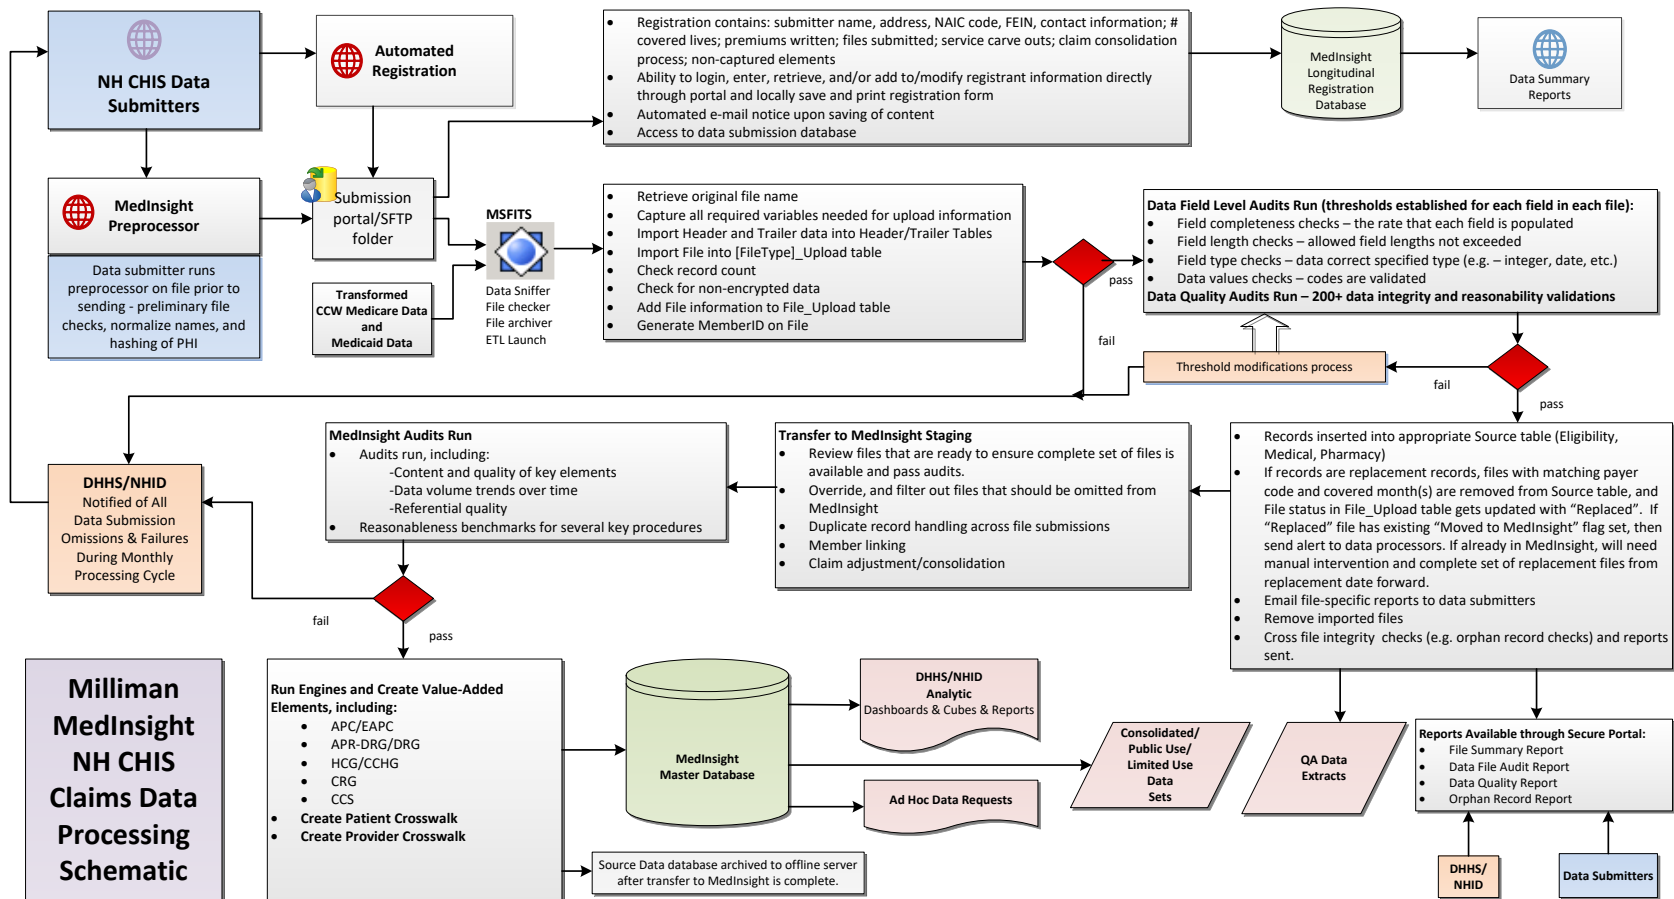 NH CHIS Data
Submitters
Automated
Registration
• Registration contains: submitter name, address, NAIC code, FEIN, contact information; #
covered lives; premiums written; files submitted; service carve outs; claim consolidation
process; non-captured elements
• Ability to login, enter, retrieve, and/or add to/modify registrant information directly
through portal and locally save and print registration form
• Automated e-mail notice upon saving of content
• Access to data submission database
MedInsight
Longitudinal
Registration
Database
Data Summary
Reports
MedInsight
Preprocessor
Data submitter runs
preprocessor on file prior to
sending - preliminary file
checks, normalize names, and
hashing of PHI
Submission
portal/SFTP
folder
MSFITS
Data Sniffer
File checker
File archiver
ETL Launch
Transformed
CCW Medicare Data
and
Medicaid Data
• Retrieve original file name
• Capture all required variables needed for upload information
• Import Header and Trailer data into Header/Trailer Tables
• Import File into [FileType]_Upload table
• Check record count
• Check for non-encrypted data
• Add File information to File_Upload table
• Generate MemberID on File
pass
fail
Data Field Level Audits Run (thresholds established for each field in each file):
• Field completeness checks – the rate that each field is populated
• Field length checks – allowed field lengths not exceeded
• Field type checks – data correct specified type (e.g. – integer, date, etc.)
• Data values checks – codes are validated
Data Quality Audits Run – 200+ data integrity and reasonability validations
Threshold modifications process
fail
pass
DHHS/NHID
Notified of All
Data Submission
Omissions & Failures
During Monthly
Processing Cycle
MedInsight Audits Run
• Audits run, including:
-Content and quality of key elements
-Data volume trends over time
-Referential quality
• Reasonableness benchmarks for several key procedures
fail
pass
Transfer to MedInsight Staging
• Review files that are ready to ensure complete set of files is
available and pass audits.
• Override, and filter out files that should be omitted from
MedInsight
• Duplicate record handling across file submissions
• Member linking
• Claim adjustment/consolidation
• Records inserted into appropriate Source table (Eligibility,
Medical, Pharmacy)
• If records are replacement records, files with matching payer
code and covered month(s) are removed from Source table, and
File status in File_Upload table gets updated with “Replaced”. If
“Replaced” file has existing “Moved to MedInsight” flag set, then
send alert to data processors. If already in MedInsight, will need
manual intervention and complete set of replacement files from
replacement date forward.
• Email file-specific reports to data submitters
• Remove imported files
• Cross file integrity checks (e.g. orphan record checks) and reports
sent.
Milliman
MedInsight
NH CHIS
Claims Data
Processing
Schematic
Run Engines and Create Value-Added
Elements, including:
• APC/EAPC
• APR-DRG/DRG
• HCG/CCHG
• CRG
• CCS
• Create Patient Crosswalk
• Create Provider Crosswalk
MedInsight
Master Database
Source Data database archived to offline server
after transfer to MedInsight is complete.
DHHS/NHID
Analytic
Dashboards & Cubes & Reports
Consolidated/
Public Use/
Limited Use
Data
Sets
Ad Hoc Data Requests
QA Data
Extracts
Reports Available through Secure Portal:
• File Summary Report
• Data File Audit Report
• Data Quality Report
• Orphan Record Report
DHHS/
NHID
Data Submitters